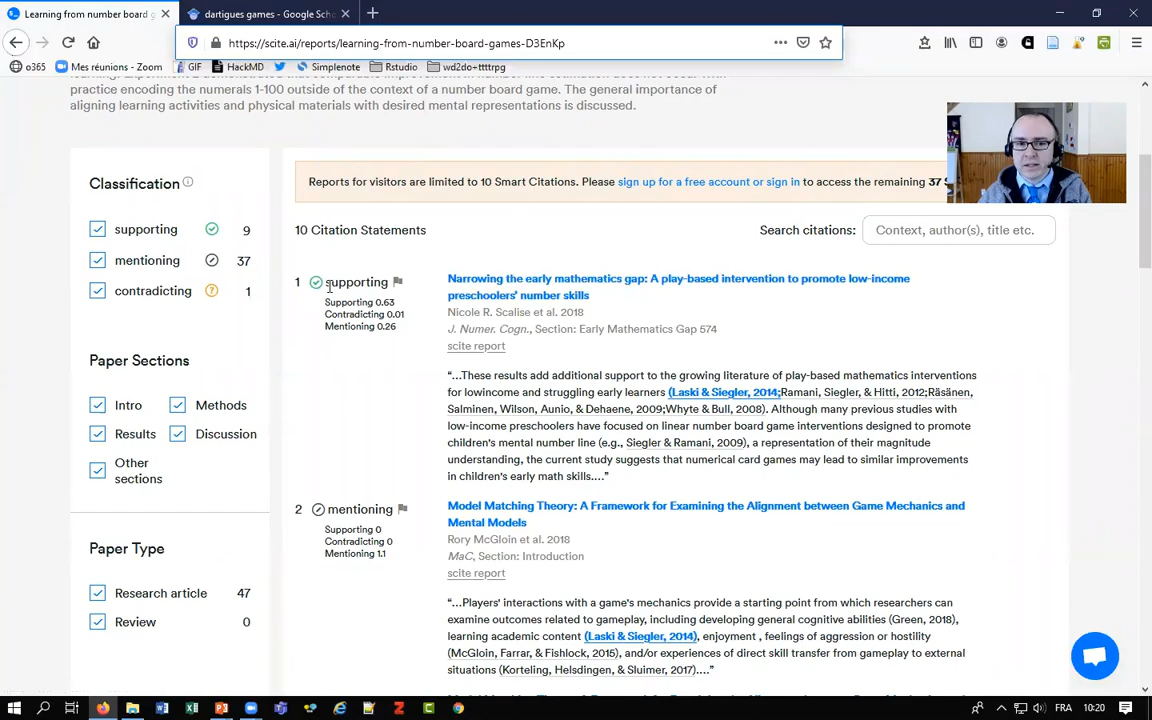 Learning from number board g
dartigues games - Google Scho
https://scite.ai/reports/learning-from-number-board-games-D3EnKp
o365
Mes réunions - Zoom
GIF
HackMD
Simplenote
Rstudio
wd2do+ttttrpg
practice encoding the numerals 1-100 outside of the context of a number board game. The general importance of
aligning learning activities and physical materials with desired mental representations is discussed.
Classification
supporting 9
mentioning 37
contradicting 1
Paper Sections
Intro
Methods
Results
Discussion
Other
sections
Paper Type
Research article 47
Review 0
Reports for visitors are limited to 10 Smart Citations. Please sign up for a free account or sign in to access the remaining 37
10 Citation Statements
Search citations:
Context, author(s), title etc.
1 supporting
Supporting 0.63
Contradicting 0.01
Mentioning 0.26
Narrowing the early mathematics gap: A play-based intervention to promote low-income
preschoolers' number skills
Nicole R. Scalise et al. 2018
J. Numer. Cogn., Section: Early Mathematics Gap 574
scite report
“...These results add additional support to the growing literature of play-based mathematics interventions
for lowincome and struggling early learners (Laski & Siegler, 2014;Ramani, Siegler, & Hitti, 2012;Räsänen,
Salminen, Wilson, Aunio, & Dehaene, 2009;Whyte & Bull, 2008). Although many previous studies with
low-income preschoolers have focused on linear number board game interventions designed to promote
children's mental number line (e.g., Siegler & Ramani, 2009), a representation of their magnitude
understanding, the current study suggests that numerical card games may lead to similar improvements
in children's early math skills....”
2 mentioning
Supporting 0
Contradicting 0
Mentioning 1.1
Model Matching Theory: A Framework for Examining the Alignment between Game Mechanics and
Mental Models
Rory McGloin et al. 2018
MaC, Section: Introduction
scite report
“...Players' interactions with a game's mechanics provide a starting point from which researchers can
examine outcomes related to gameplay, including developing general cognitive abilities (Green, 2018),
learning academic content (Laski & Siegler, 2014), enjoyment , feelings of aggression or hostility
(McGloin, Farrar, & Fishlock, 2015), and/or experiences of direct skill transfer from gameplay to external
situations (Korteling, Helsdingen, & Sluimer, 2017)....”
FRA
10:20